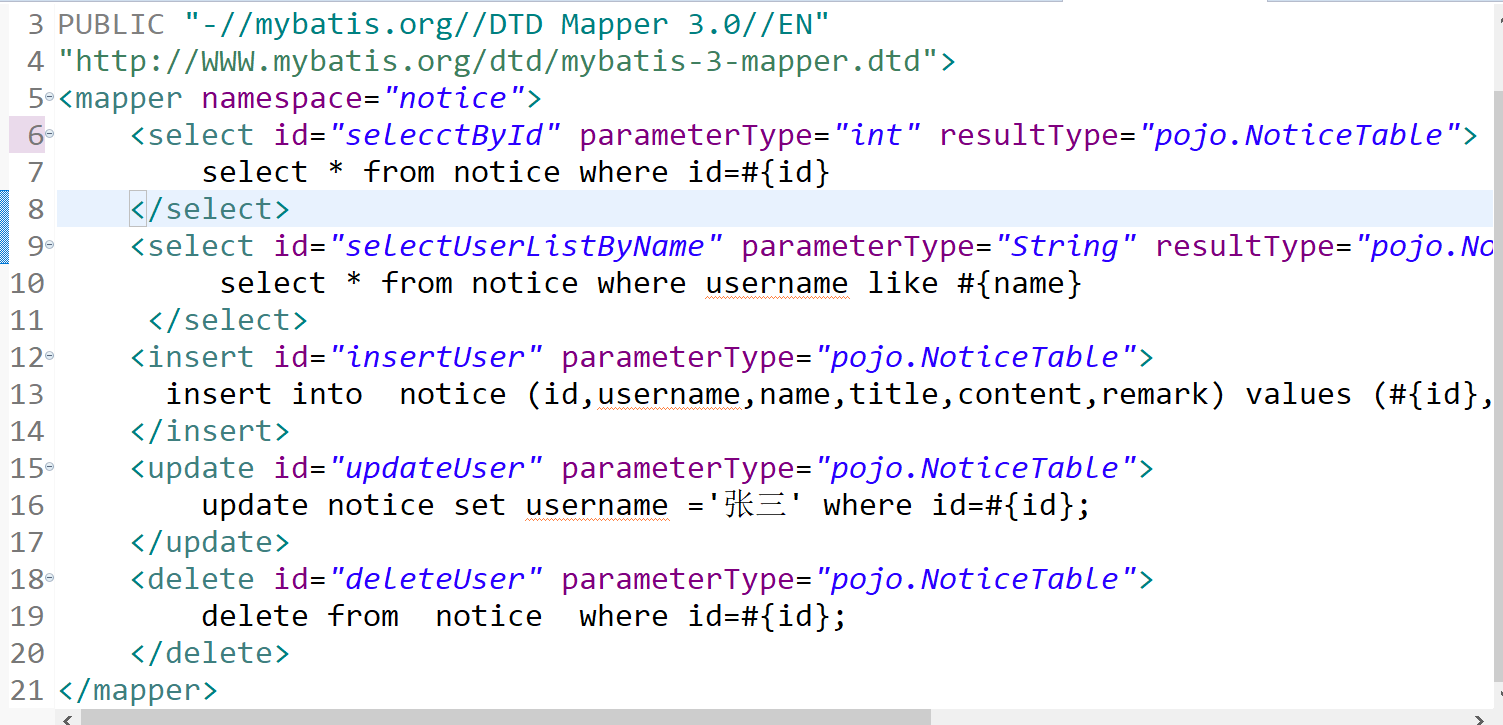 3 PUBLIC "-//mybatis.org//DTD Mapper 3.0//EN"
4 "http://WWW.mybatis.org/dtd/mybatis-3-mapper.dtd">
5 <mapper namespace="notice">
6 <select id="selecctById" parameterType="int" resultType="pojo.NoticeTable">
7 select * from notice where id=#{id}
8 </select>
9 <select id="selectUserListByName" parameterType="String" resultType="pojo.No
10 select * from notice where username like #{name}
11 </select>
12 <insert id="insertUser" parameterType="pojo.NoticeTable">
13 insert into  notice (id,username,name,title,content,remark) values (#{id},
14 </insert>
15 <update id="updateUser" parameterType="pojo.NoticeTable">
16 update notice set username ='张三' where id=#{id};
17 </update>
18 <delete id="deleteUser" parameterType="pojo.NoticeTable">
19 delete from  notice  where id=#{id};
20 </delete>
21 </mapper>